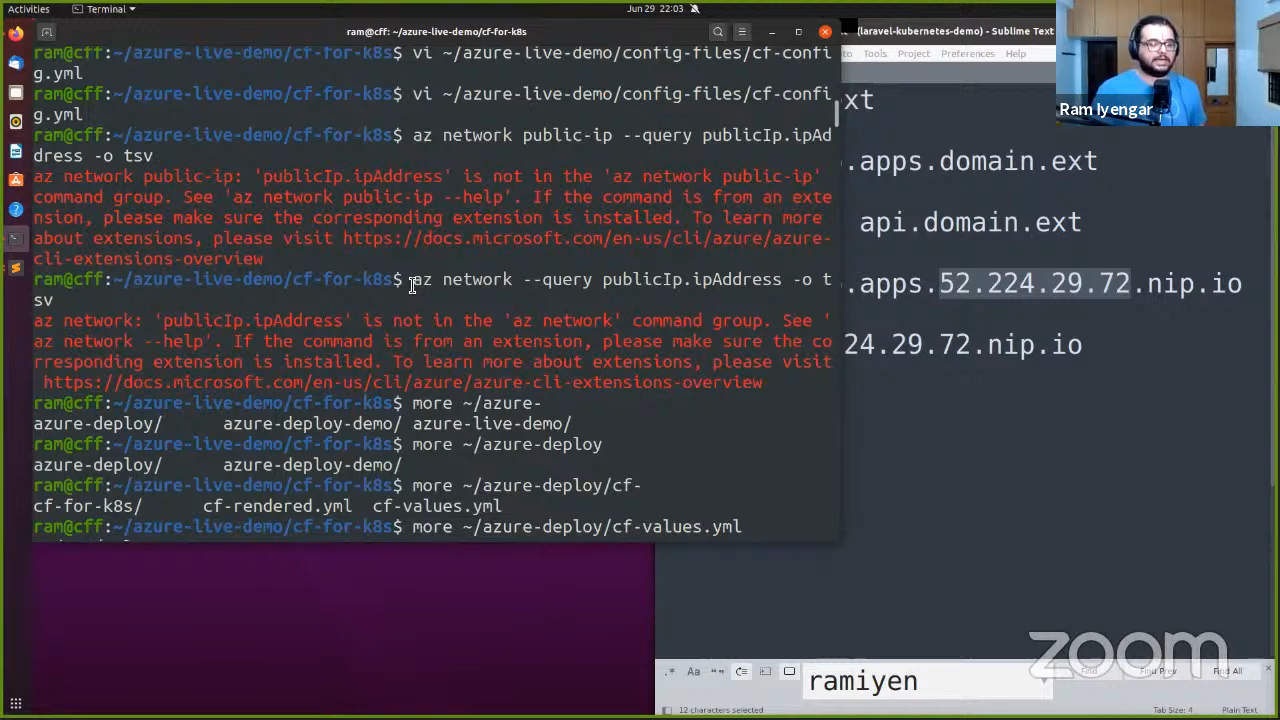 Activities
Terminal
Jun 29 22:03
ram@cff: ~/azure-live-demo/cf-for-k8s
ram@cff:~/azure-live-demo/cf-for-k8s$ vi ~/azure-live-demo/config-files/cf-confi
g.yml
ram@cff:~/azure-live-demo/cf-for-k8s$ vi ~/azure-live-demo/config-files/cf-confi
g.yml
ram@cff:~/azure-live-demo/cf-for-k8s$ az network public-ip --query publicIp.ipAd
dress -o tsv
az network public-ip: 'publicIp.ipAddress' is not in the 'az network public-ip'
command group. See 'az network public-ip --help'. If the command is from an exte
nsion, please make sure the corresponding extension is installed. To learn more
about extensions, please visit https://docs.microsoft.com/en-us/cli/azure/azure-
cli-extensions-overview
ram@cff:~/azure-live-demo/cf-for-k8s$ az network --query publicIp.ipAddress -o t
sv
az network: 'publicIp.ipAddress' is not in the 'az network' command group. See '
az network --help'. If the command is from an extension, please make sure the co
rresponding extension is installed. To learn more about extensions, please visit
https://docs.microsoft.com/en-us/cli/azure/azure-cli-extensions-overview
ram@cff:~/azure-live-demo/cf-for-k8s$ more ~/azure-
azure-deploy/ azure-deploy-demo/ azure-live-demo/
ram@cff:~/azure-live-demo/cf-for-k8s$ more ~/azure-deploy
azure-deploy/ azure-deploy-demo/
ram@cff:~/azure-live-demo/cf-for-k8s$ more ~/azure-deploy/cf-
cf-for-k8s/ cf-rendered.yml cf-values.yml
ram@cff:~/azure-live-demo/cf-for-k8s$ more ~/azure-deploy/cf-values.yml
(laravel-kubernetes-demo) - Sublime Text
Tools Project Preferences Help
xt
.apps.domain.ext
api.domain.ext
.apps.52.224.29.72.nip.io
24.29.72.nip.io
Ram Iyengar
zoom
ramiyen
Find
Find Prev
Find All
12 characters selected
Tab Size: 4
Plain Text